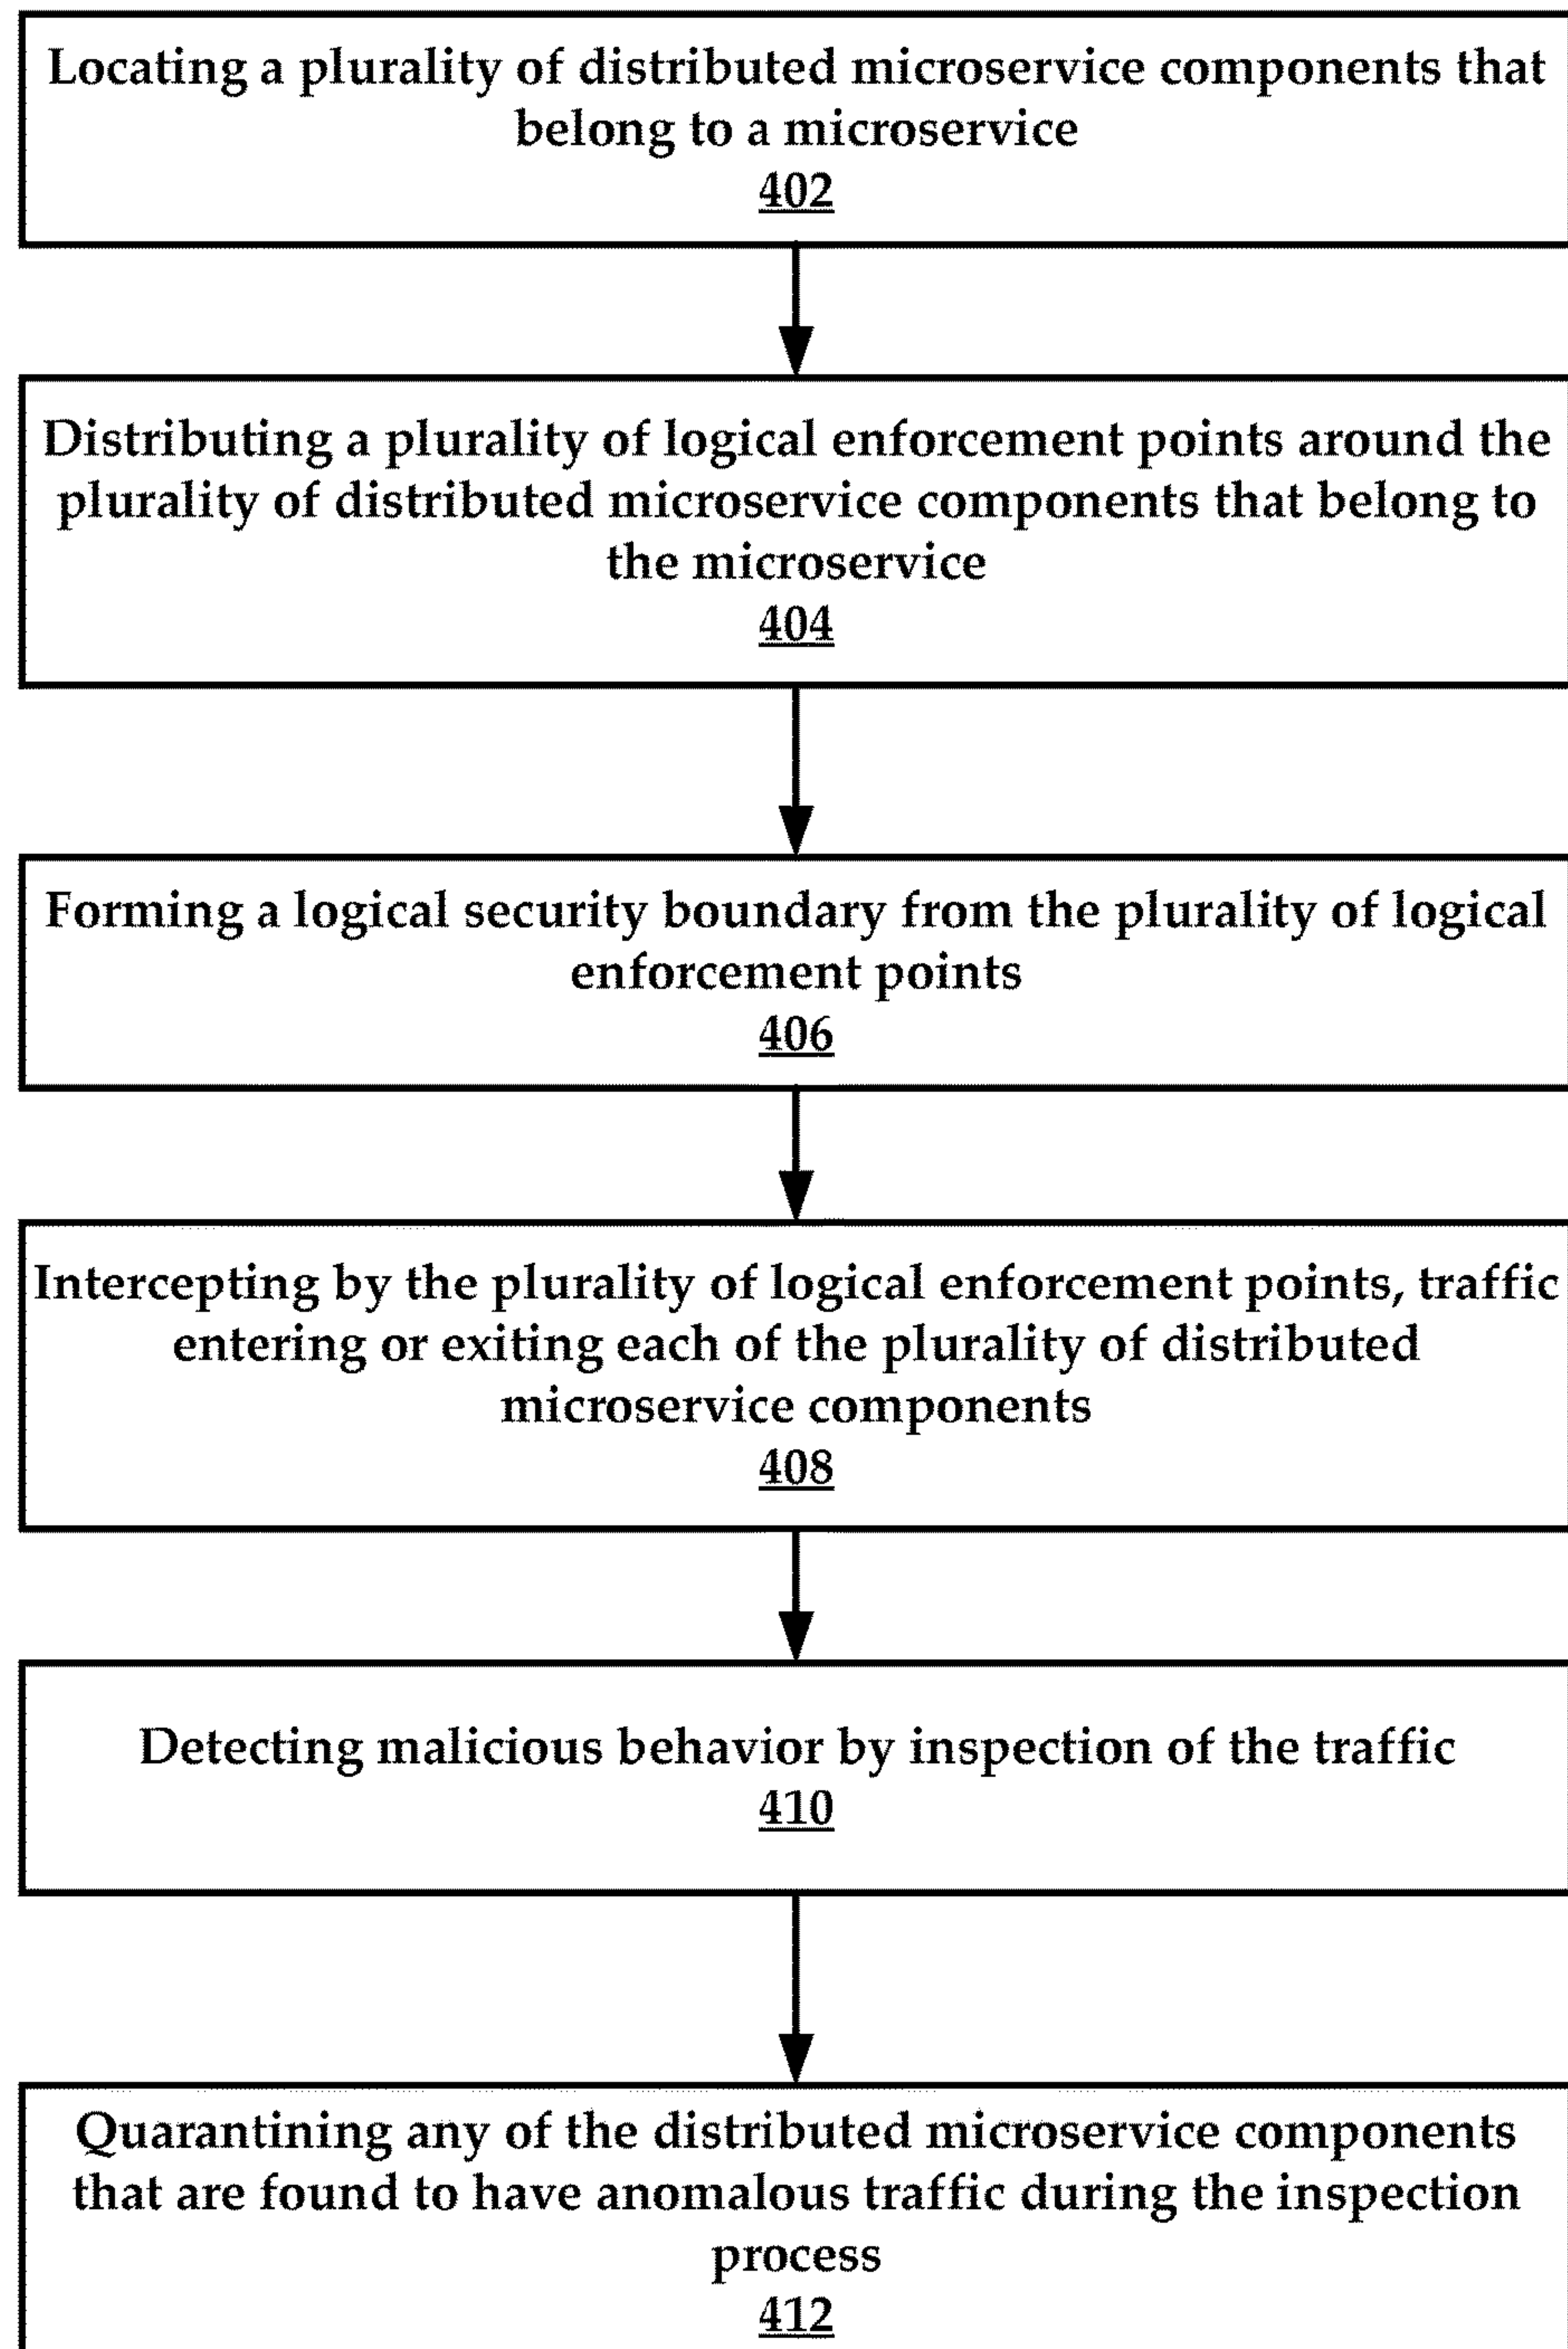 Locating a plurality of distributed microservice components that
belong to a microservice
402
Distributing a plurality of logical enforcement points around the
plurality of distributed microservice components that belong to
the microservice
404
Forming a logical security boundary from the plurality of logical
enforcement points
406
Intercepting by the plurality of logical enforcement points, traffic
entering or exiting each of the plurality of distributed
microservice components
408
Detecting malicious behavior by inspection of the traffic
410
Quarantining any of the distributed microservice components
that are found to have anomalous traffic during the inspection
process
412